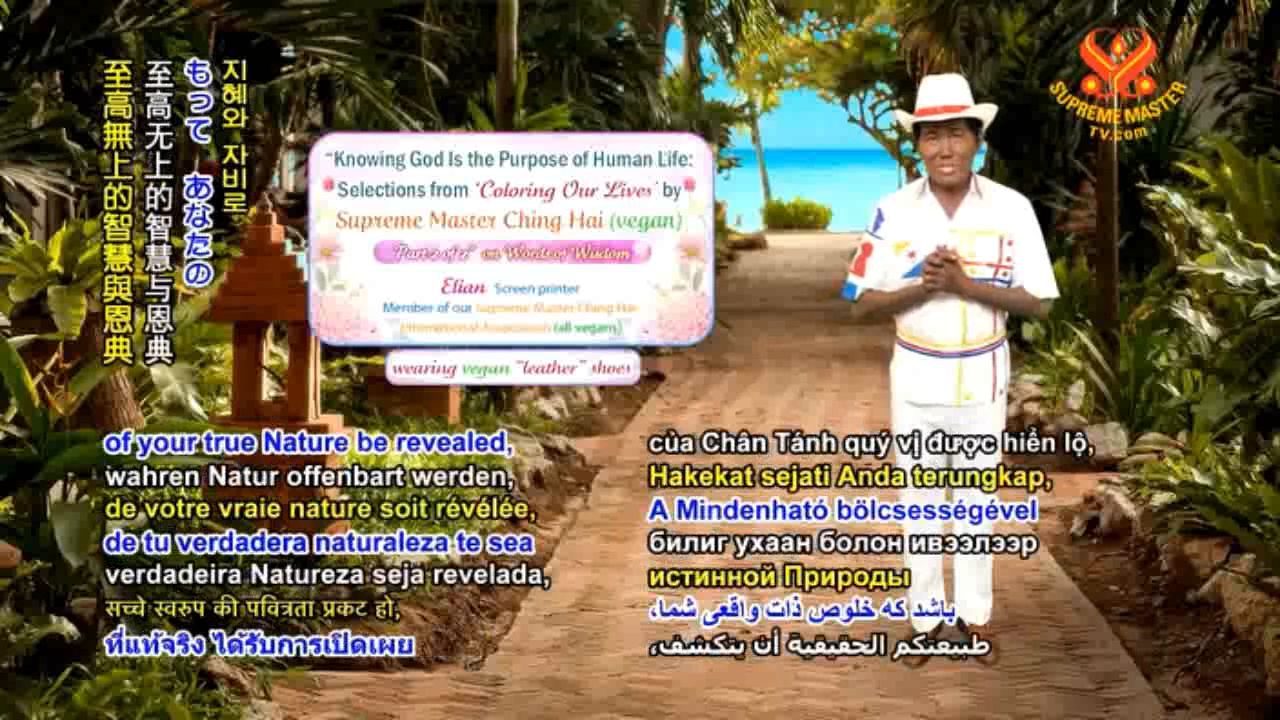 지혜와 자비로
もって あなたの
至高无上的智慧与恩典
至高無上的智慧與恩典
"Knowing God Is the Purpose of Human Life:
Selections from 'Coloring Our Lives' by
Supreme Master Ching Hai (vegan)
Part 2 of 2" on Words of Wisdom
Elian Screen printer
Member of our Supreme Master Ching Hai
International Association (all vegans)
wearing vegan "leather" shoes
SUPREME MASTER
TV.com
of your true Nature be revealed,
wahren Natur offenbart werden,
de votre vraie nature soit révélée,
de tu verdadera naturaleza te sea
verdadeira Natureza seja revelada,
सच्चे स्वरुप की पवित्रता प्रकट हो,
ที่แท้จริง ได้รับการเปิดเผย
của Chân Tánh quý vị được hiển lộ,
Hakekat sejati Anda terungkap,
A Mindenható bölcsességével
билиг ухаан болон ивээлээр
истинной Природы
باشد که خلوص ذات واقعی شما،
طبيعتكم الحقيقية أن يتكشف،